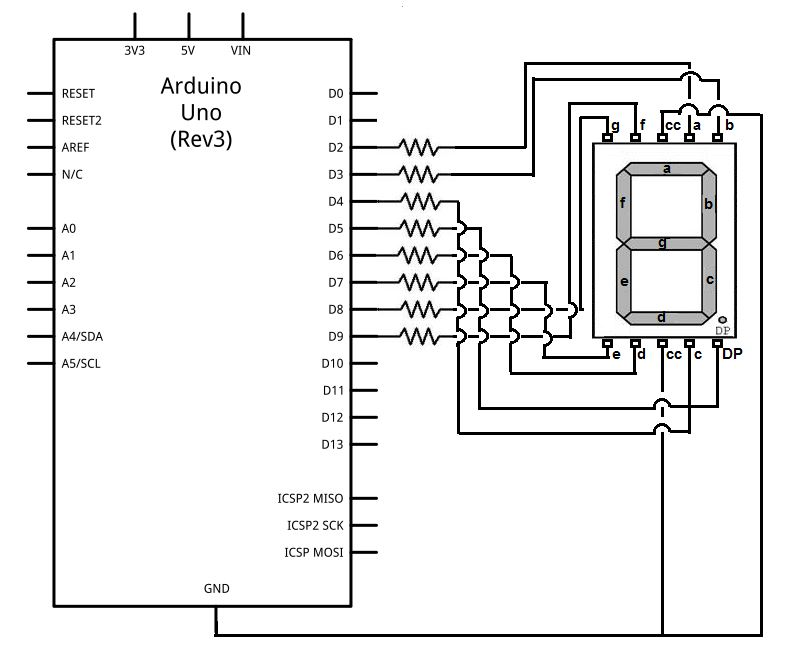 3V3 5V VIN
Arduino
Uno
(Rev3)
RESET
RESET2
AREF
N/C
A0
A1
A2
A3
A4/SDA
A5/SCL
D0
D1
D2
D3
D4
D5
D6
D7
D8
D9
D10
D11
D12
D13
ICSP2 MISO
ICSP2 SCK
ICSP MOSI
GND
g f cc a b
a
f b
g
e c
d
DP
e d cc c DP